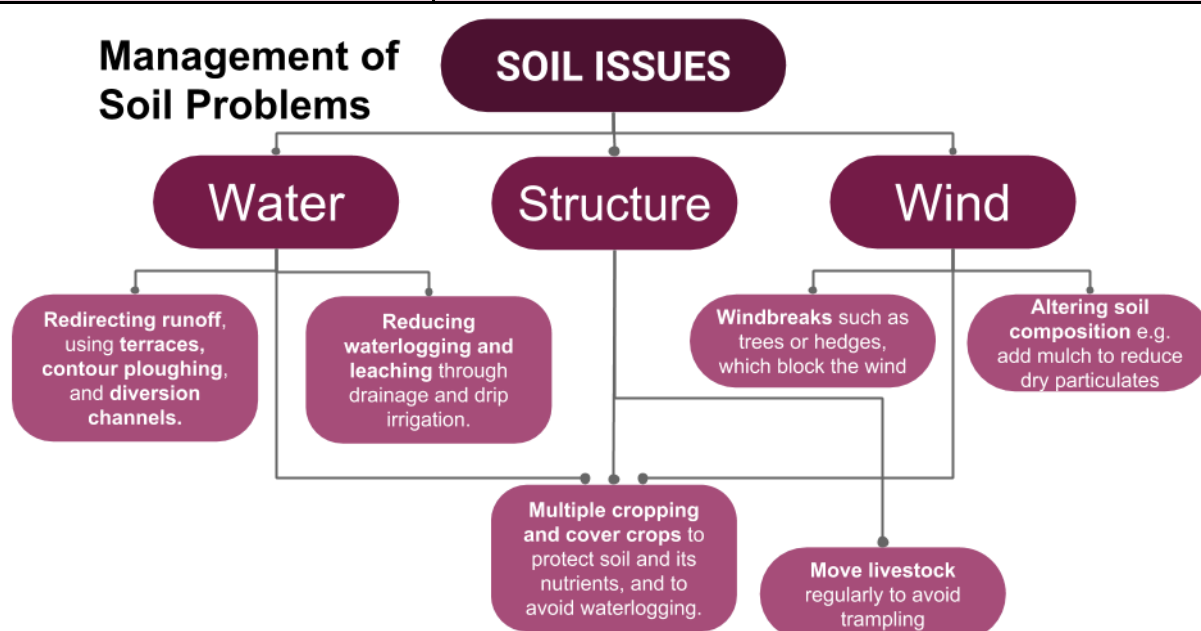 Management of
Soil Problems
SOIL ISSUES
Water
Structure
Wind
Redirecting runoff,
using terraces,
contour ploughing,
and diversion
channels.
Reducing
waterlogging and
leaching through
drainage and drip
irrigation.
Windbreaks such as
trees or hedges,
which block the wind
Altering soil
composition e.g.
add mulch to reduce
dry particulates
Multiple cropping
and cover crops to
protect soil and its
nutrients, and to
avoid waterlogging.
Move livestock
regularly to avoid
trampling